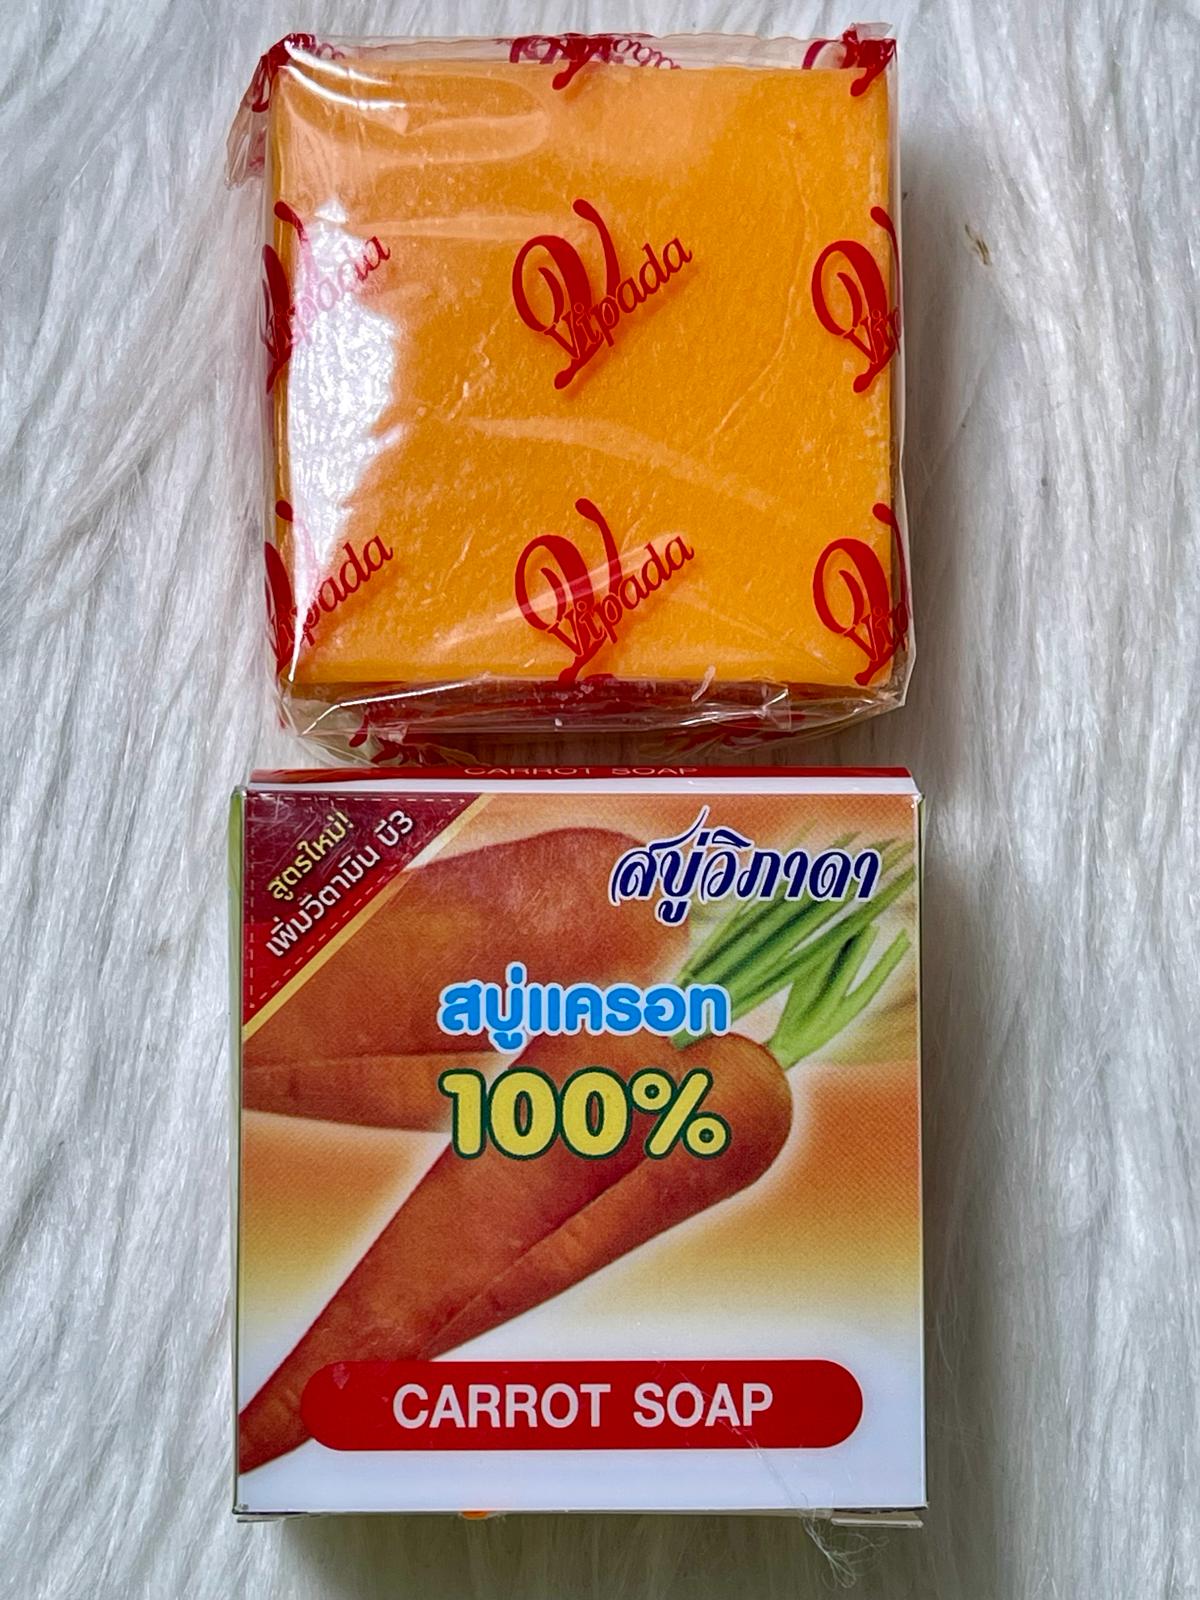 Vipada
Vipada
Vipada
Vipada
CARROT SOAP
สูตรใหม่!
เพิ่มวิตามิน บี3
สบู่วิภาดา
สบู่แครอท
100%
CARROT SOAP